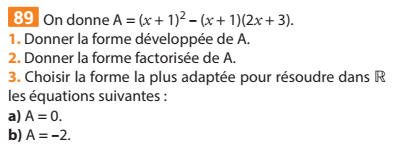 89 On donne A = (x + 1)² – (x + 1)(2x + 3).
1. Donner la forme développée de A.
2. Donner la forme factorisée de A.
3. Choisir la forme la plus adaptée pour résoudre dans ℝ
les équations suivantes :
a) A = 0.
b) A = –2.